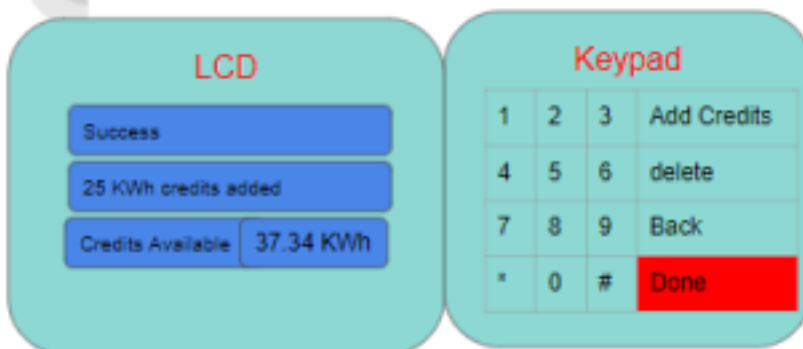 LCD
Success
25 KWh credits added
Credits Available 37.34 KWh
Keypad
1 2 3 Add Credits
4 5 6 delete
7 8 9 Back
* 0 # Done